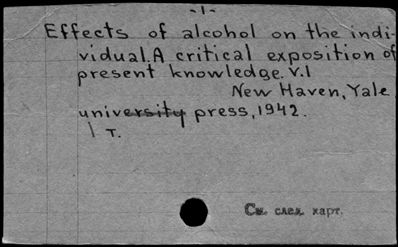 -1-
Effects of alcohol on the indi-
vidual. A critical exposition of
present knowledge. V.1
New Haven, Yale
university press, 1942.
1 T.
См. след. карт.